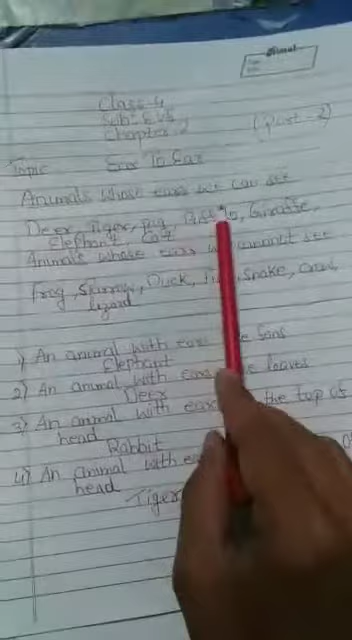 Class-4
Sub:- EVS
Chapter-2 (Part-2)
Topic Ear To Ear
Animals whose ears we can see
Deer, Tiger, Pig, Giraffe,
Elephant, Cat
Animals whose ears we cannot see
Frog, Sparrow, Duck, Snake, Crow,
Lizard
1) An animal with ears fans
Elephant
2) An animal with ears leaves
Deer
3) An animal with ears the top of
head
Rabbit
4) An animal with
head
Tiger